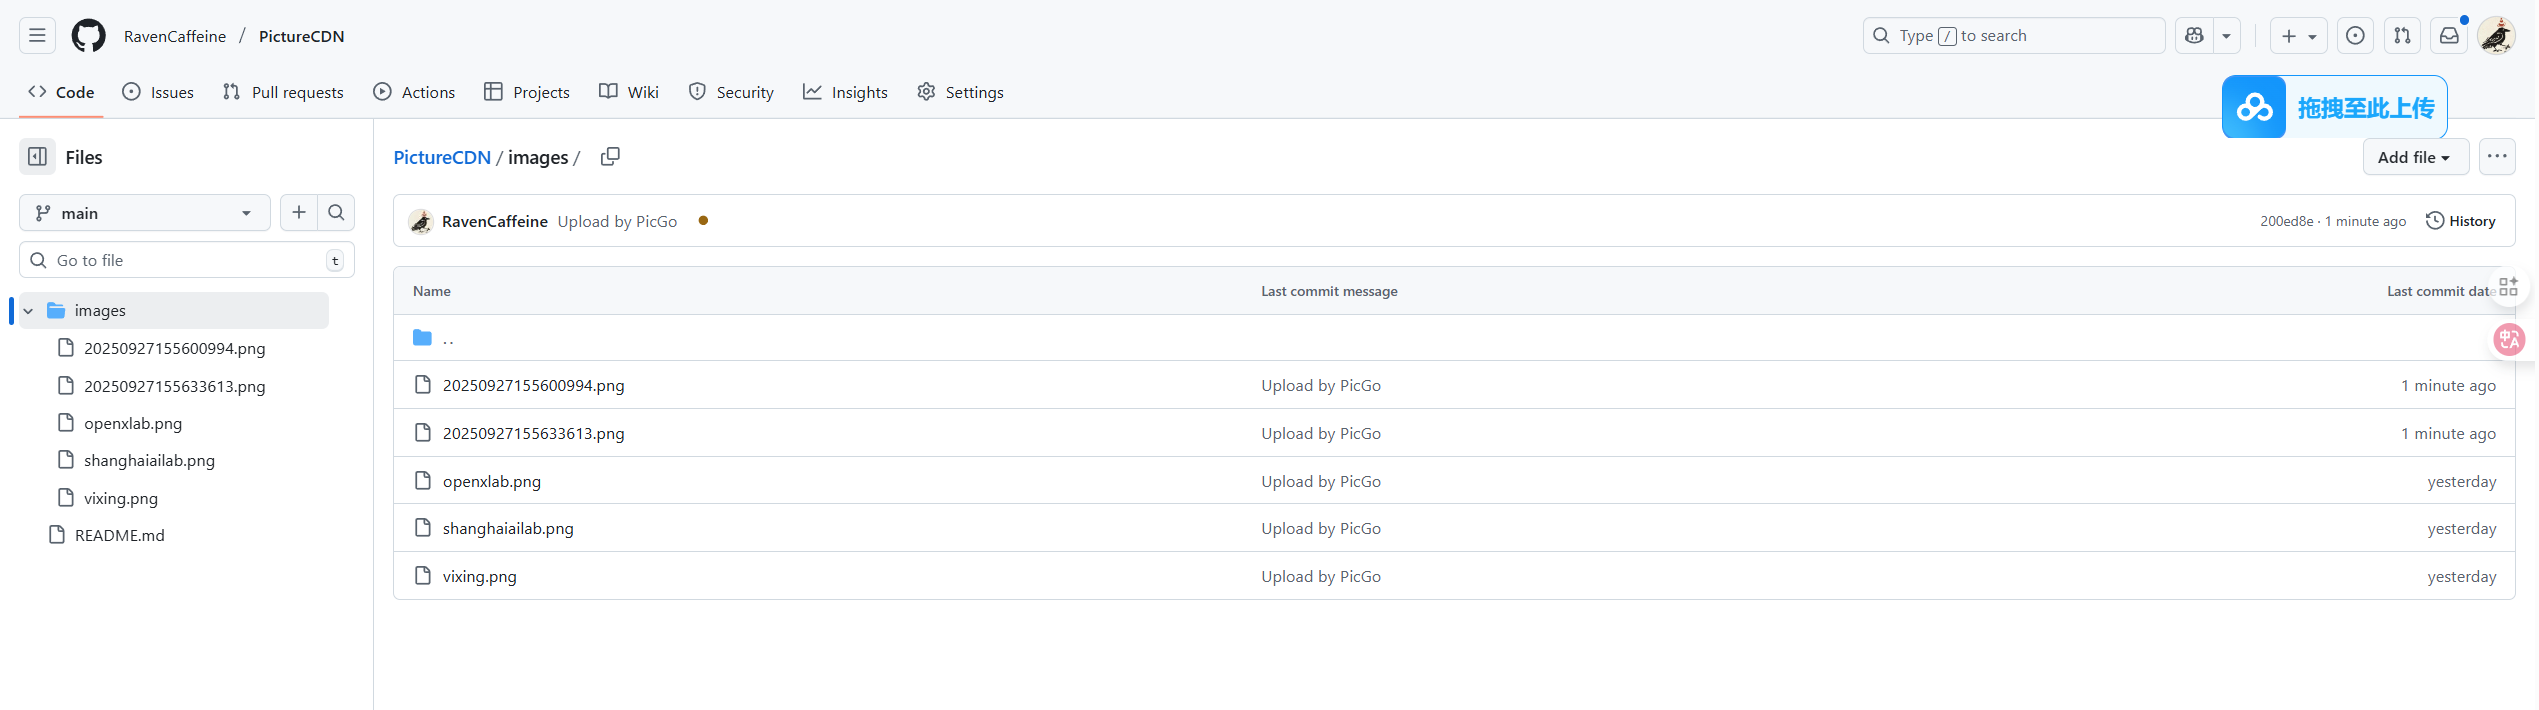 RavenCaffeine / PictureCDN
Type / to search
Code Issues Pull requests Actions Projects Wiki Security Insights Settings
拖拽至此上传
Files
main
Go to file t
images
20250927155600994.png
20250927155633613.png
openxlab.png
shanghaiailab.png
vixing.png
README.md
PictureCDN / images /
Add file
RavenCaffeine Upload by PicGo
200ed8e · 1 minute ago History
Name Last commit message Last commit date
..
20250927155600994.png Upload by PicGo 1 minute ago
20250927155633613.png Upload by PicGo 1 minute ago
openxlab.png Upload by PicGo yesterday
shanghaiailab.png Upload by PicGo yesterday
vixing.png Upload by PicGo yesterday